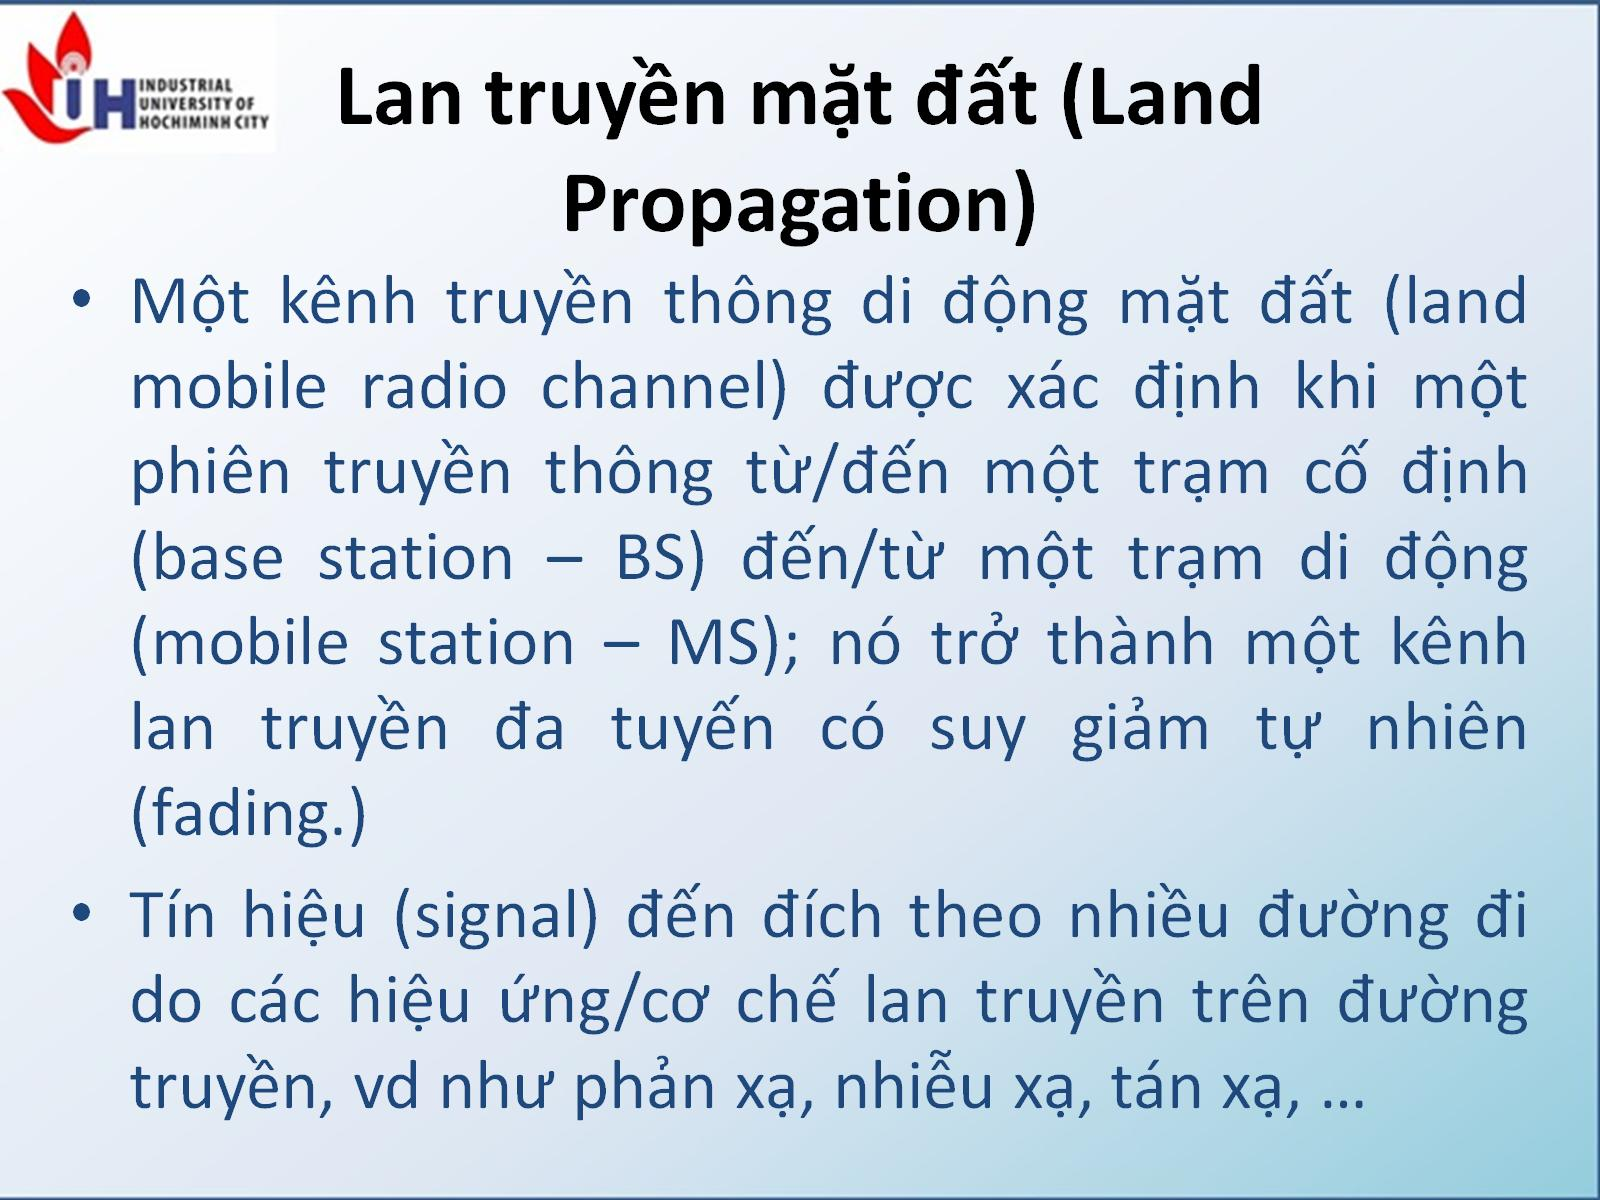 INDUSTRIAL
UNIVERSITY OF
HOCHIMINH CITY
IUH
Lan truyền mặt đất (Land
Propagation)
• Một kênh truyền thông di động mặt đất (land
mobile radio channel) được xác định khi một
phiên truyền thông từ/đến một trạm cố định
(base station – BS) đến/từ một trạm di động
(mobile station – MS); nó trở thành một kênh
lan truyền đa tuyến có suy giảm tự nhiên
(fading.)
• Tín hiệu (signal) đến đích theo nhiều đường đi
do các hiệu ứng/cơ chế lan truyền trên đường
truyền, vd như phản xạ, nhiễu xạ, tán xạ, …